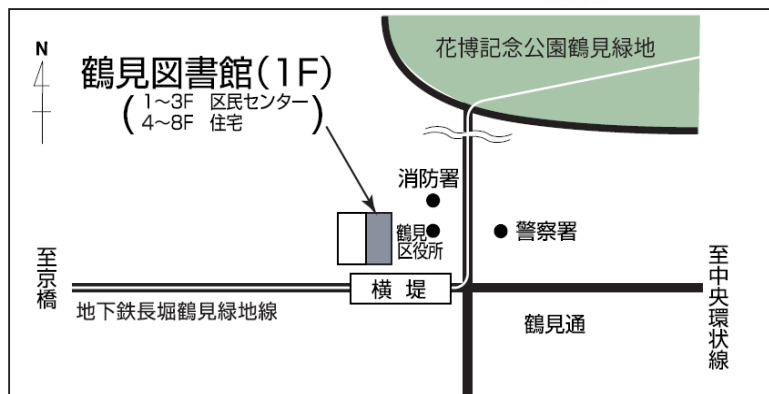 N
花博記念公園鶴見緑地
鶴見図書館(1F)
(1~3F 区民センター
4~8F 住宅)
消防署
鶴見
区役所
警察署
至京橋
横堤
至中央環状線
地下鉄長堀鶴見緑地線
鶴見通